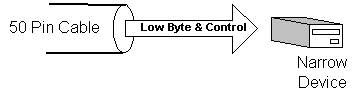 50 Pin Cable
Low Byte & Control
Narrow
Device